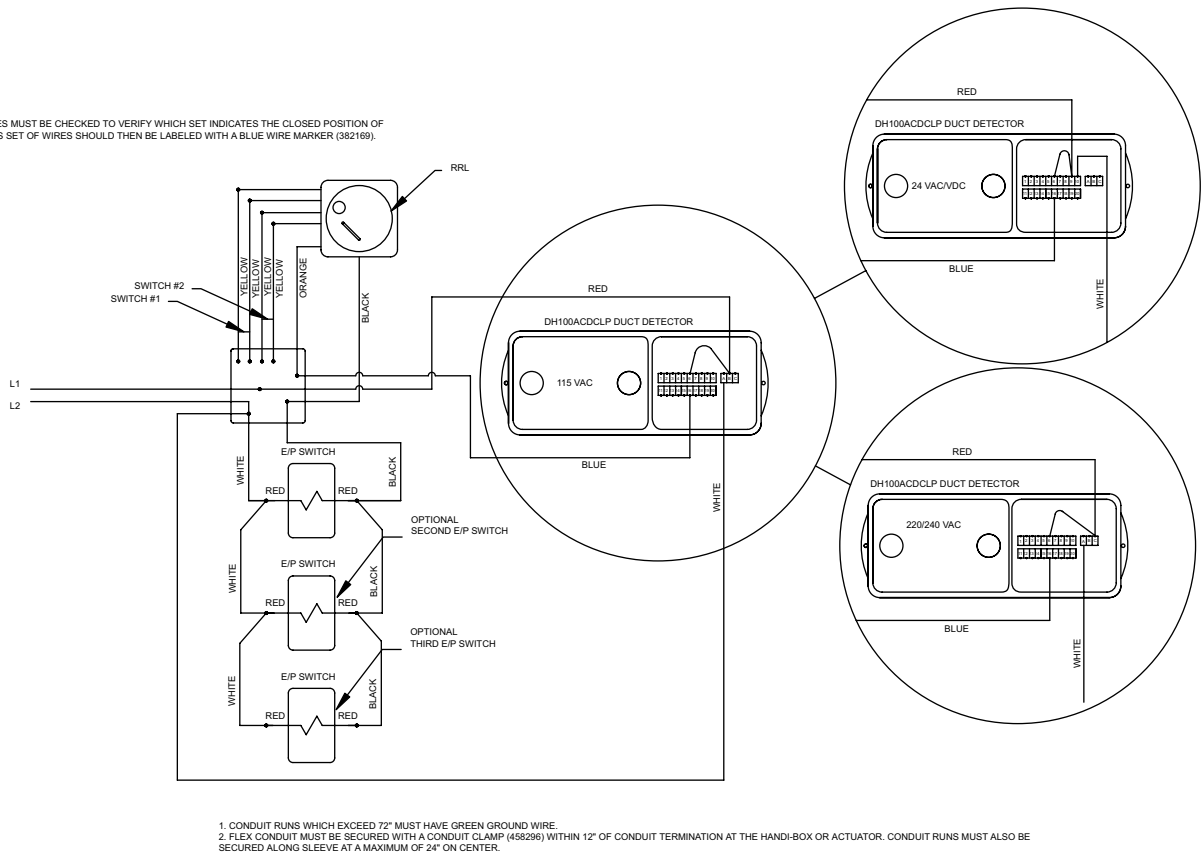 ES MUST BE CHECKED TO VERIFY WHICH SET INDICATES THE CLOSED POSITION OF
S SET OF WIRES SHOULD THEN BE LABELED WITH A BLUE WIRE MARKER (382169).
RRL
SWITCH #2
SWITCH #1
YELLOW
YELLOW
YELLOW
YELLOW
ORANGE
BLACK
L1
L2
RED
DH100ACDCLP DUCT DETECTOR
115 VAC
BLUE
WHITE
E/P SWITCH
WHITE
RED
RED
BLACK
OPTIONAL
SECOND E/P SWITCH
E/P SWITCH
WHITE
RED
RED
BLACK
OPTIONAL
THIRD E/P SWITCH
E/P SWITCH
WHITE
RED
RED
BLACK
RED
DH100ACDCLP DUCT DETECTOR
24 VAC/VDC
BLUE
WHITE
RED
DH100ACDCLP DUCT DETECTOR
220/240 VAC
BLUE
WHITE
1. CONDUIT RUNS WHICH EXCEED 72" MUST HAVE GREEN GROUND WIRE.
2. FLEX CONDUIT MUST BE SECURED WITH A CONDUIT CLAMP (458296) WITHIN 12" OF CONDUIT TERMINATION AT THE HANDI-BOX OR ACTUATOR. CONDUIT RUNS MUST ALSO BE
SECURED ALONG SLEEVE AT A MAXIMUM OF 24" ON CENTER.